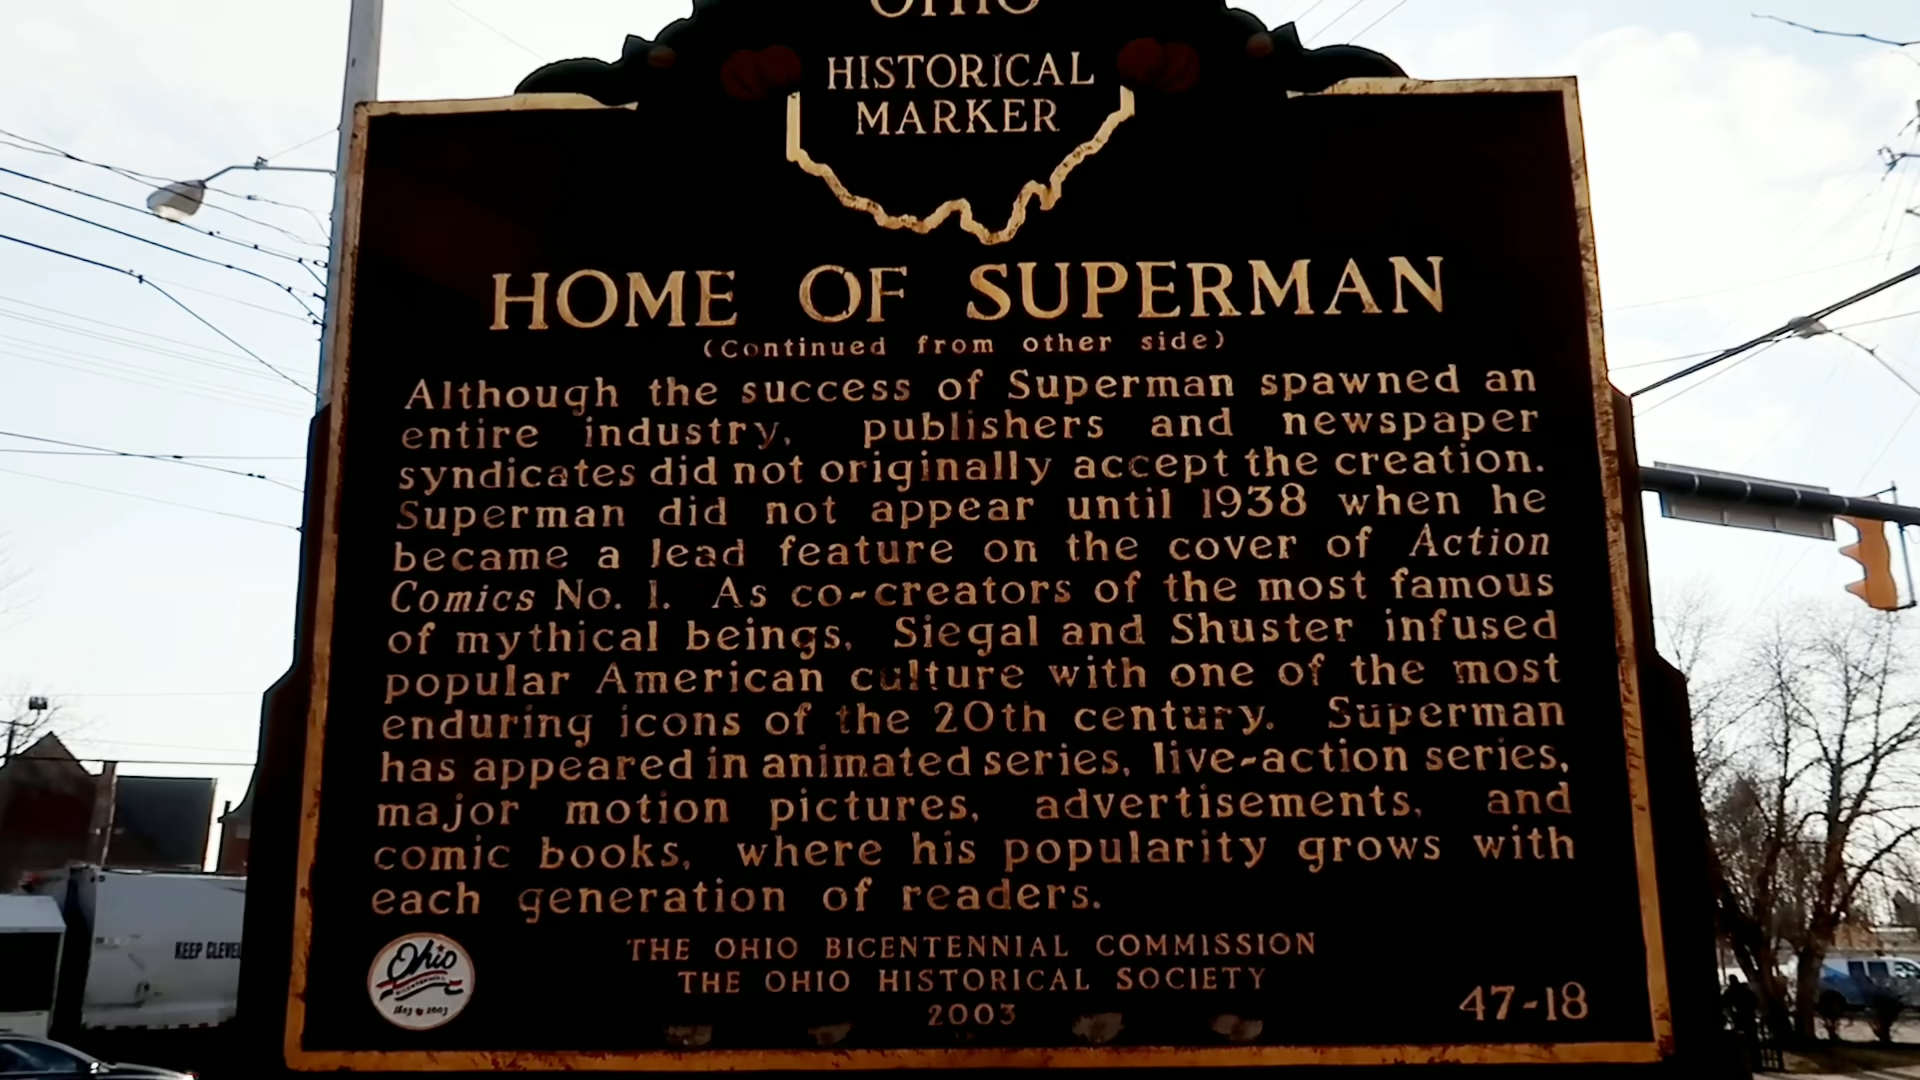 OHIO
HISTORICAL
MARKER
HOME OF SUPERMAN
(Continued from other side)
Although the success of Superman spawned an
entire industry, publishers and newspaper
syndicates did not originally accept the creation.
Superman did not appear until 1938 when he
became a lead feature on the cover of Action
Comics No. 1. As co-creators of the most famous
of mythical beings, Siegal and Shuster infused
popular American culture with one of the most
enduring icons of the 20th century. Superman
has appeared in animated series, live-action series,
major motion pictures, advertisements, and
comic books, where his popularity grows with
each generation of readers.
THE OHIO BICENTENNIAL COMMISSION
THE OHIO HISTORICAL SOCIETY
2003
47-18
Ohio
BICENTENNIAL
1803 2003
KEEP CLEVEL